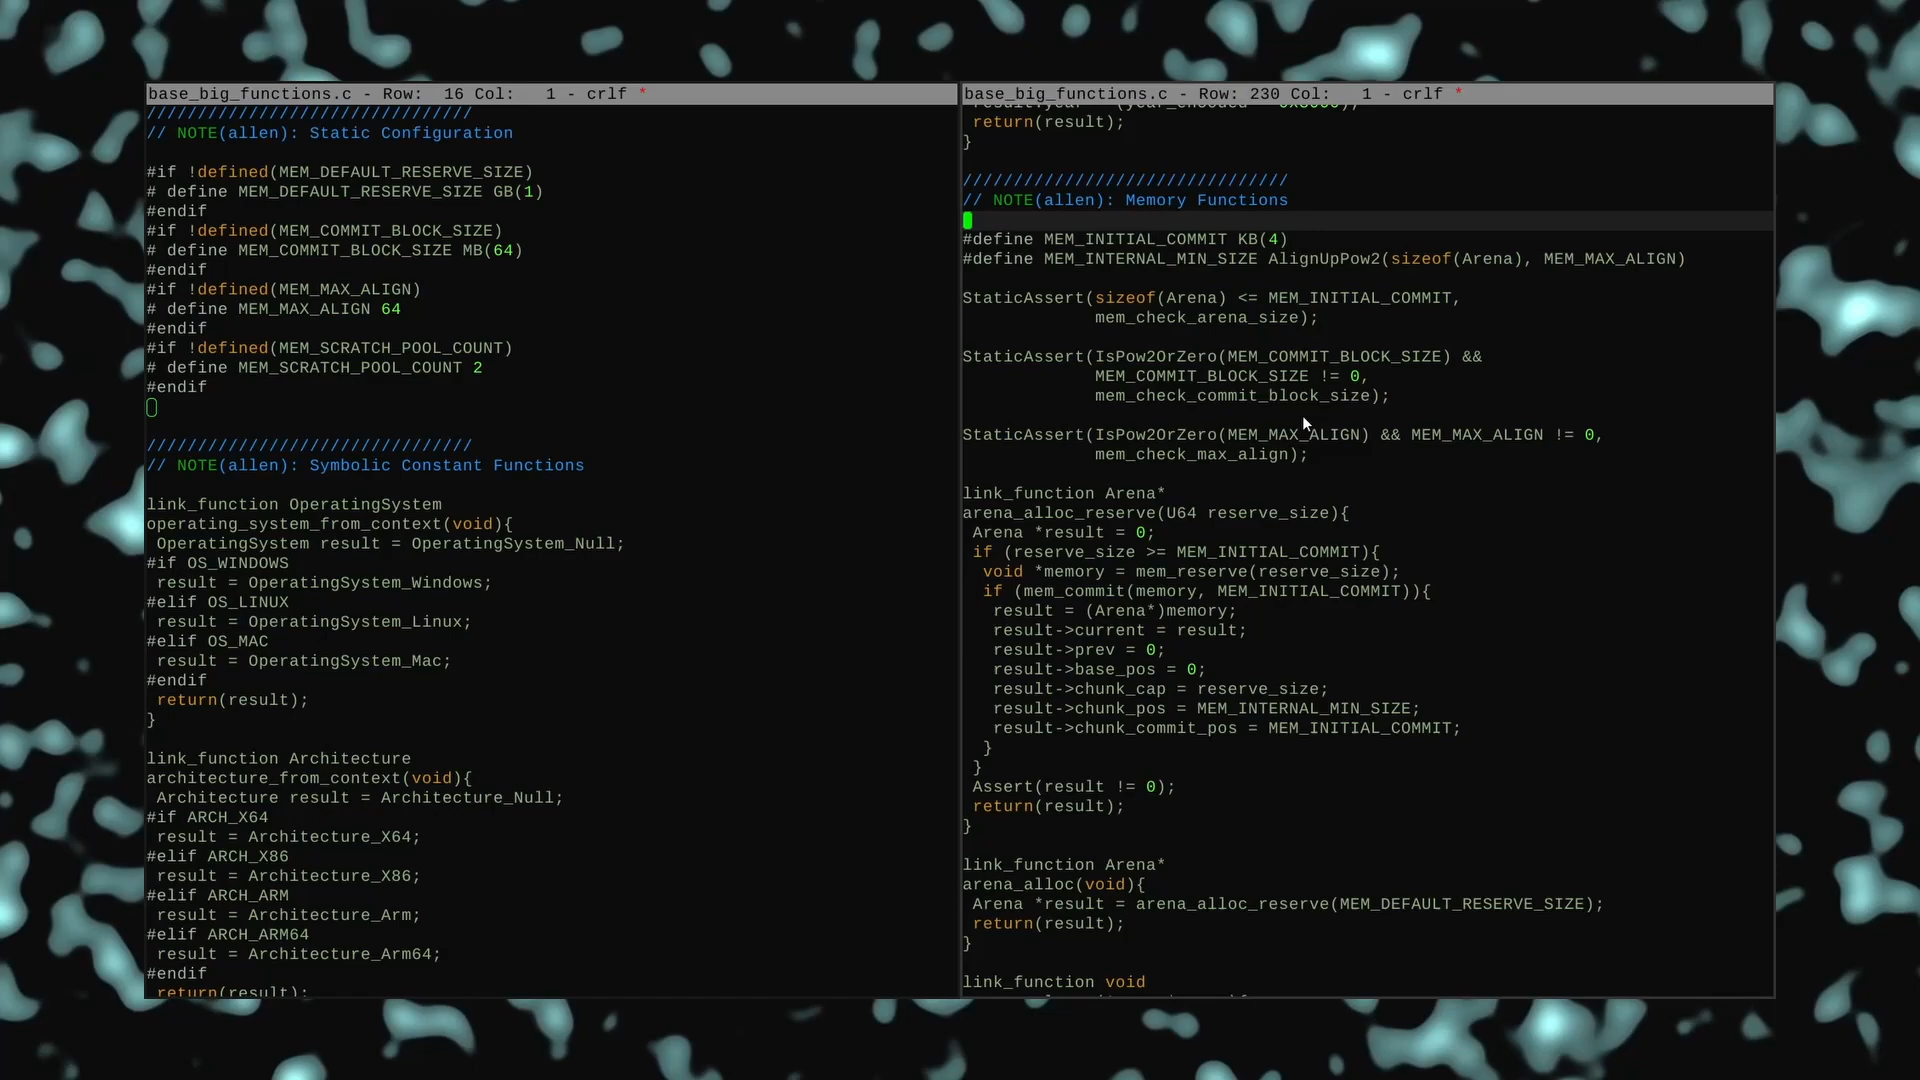 base_big_functions.c - Row:  16 Col:   1 - crlf *
////////////////////////////////
// NOTE(allen): Static Configuration
#if !defined(MEM_DEFAULT_RESERVE_SIZE)
# define MEM_DEFAULT_RESERVE_SIZE GB(1)
#endif
#if !defined(MEM_COMMIT_BLOCK_SIZE)
# define MEM_COMMIT_BLOCK_SIZE MB(64)
#endif
#if !defined(MEM_MAX_ALIGN)
# define MEM_MAX_ALIGN 64
#endif
#if !defined(MEM_SCRATCH_POOL_COUNT)
# define MEM_SCRATCH_POOL_COUNT 2
#endif
////////////////////////////////
// NOTE(allen): Symbolic Constant Functions
link_function OperatingSystem
operating_system_from_context(void){
 OperatingSystem result = OperatingSystem_Null;
#if OS_WINDOWS
 result = OperatingSystem_Windows;
#elif OS_LINUX
 result = OperatingSystem_Linux;
#elif OS_MAC
 result = OperatingSystem_Mac;
#endif
 return(result);
}
link_function Architecture
architecture_from_context(void){
 Architecture result = Architecture_Null;
#if ARCH_X64
 result = Architecture_X64;
#elif ARCH_X86
 result = Architecture_X86;
#elif ARCH_ARM
 result = Architecture_Arm;
#elif ARCH_ARM64
 result = Architecture_Arm64;
#endif
 return(result);
base_big_functions.c - Row: 230 Col:   1 - crlf *
 return(result);
}
////////////////////////////////
// NOTE(allen): Memory Functions
#define MEM_INITIAL_COMMIT KB(4)
#define MEM_INTERNAL_MIN_SIZE AlignUpPow2(sizeof(Arena), MEM_MAX_ALIGN)
StaticAssert(sizeof(Arena) <= MEM_INITIAL_COMMIT,
             mem_check_arena_size);
StaticAssert(IsPow2OrZero(MEM_COMMIT_BLOCK_SIZE) &&
             MEM_COMMIT_BLOCK_SIZE != 0,
             mem_check_commit_block_size);
StaticAssert(IsPow2OrZero(MEM_MAX_ALIGN) && MEM_MAX_ALIGN != 0,
             mem_check_max_align);
link_function Arena*
arena_alloc_reserve(U64 reserve_size){
 Arena *result = 0;
 if (reserve_size >= MEM_INITIAL_COMMIT){
  void *memory = mem_reserve(reserve_size);
  if (mem_commit(memory, MEM_INITIAL_COMMIT)){
   result = (Arena*)memory;
   result->current = result;
   result->prev = 0;
   result->base_pos = 0;
   result->chunk_cap = reserve_size;
   result->chunk_pos = MEM_INTERNAL_MIN_SIZE;
   result->chunk_commit_pos = MEM_INITIAL_COMMIT;
  }
 }
 Assert(result != 0);
 return(result);
}
link_function Arena*
arena_alloc(void){
 Arena *result = arena_alloc_reserve(MEM_DEFAULT_RESERVE_SIZE);
 return(result);
}
link_function void